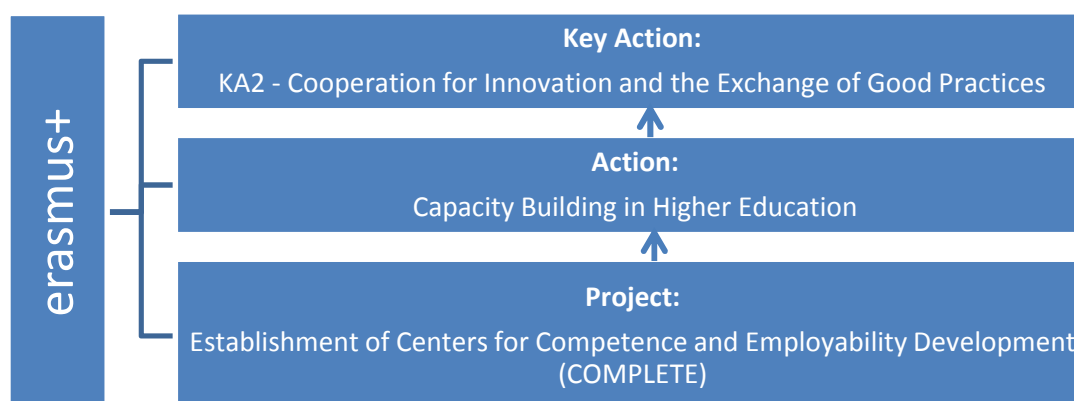 erasmus+
Key Action:
KA2 - Cooperation for Innovation and the Exchange of Good Practices
Action:
Capacity Building in Higher Education
Project:
Establishment of Centers for Competence and Employability Development
(COMPLETE)